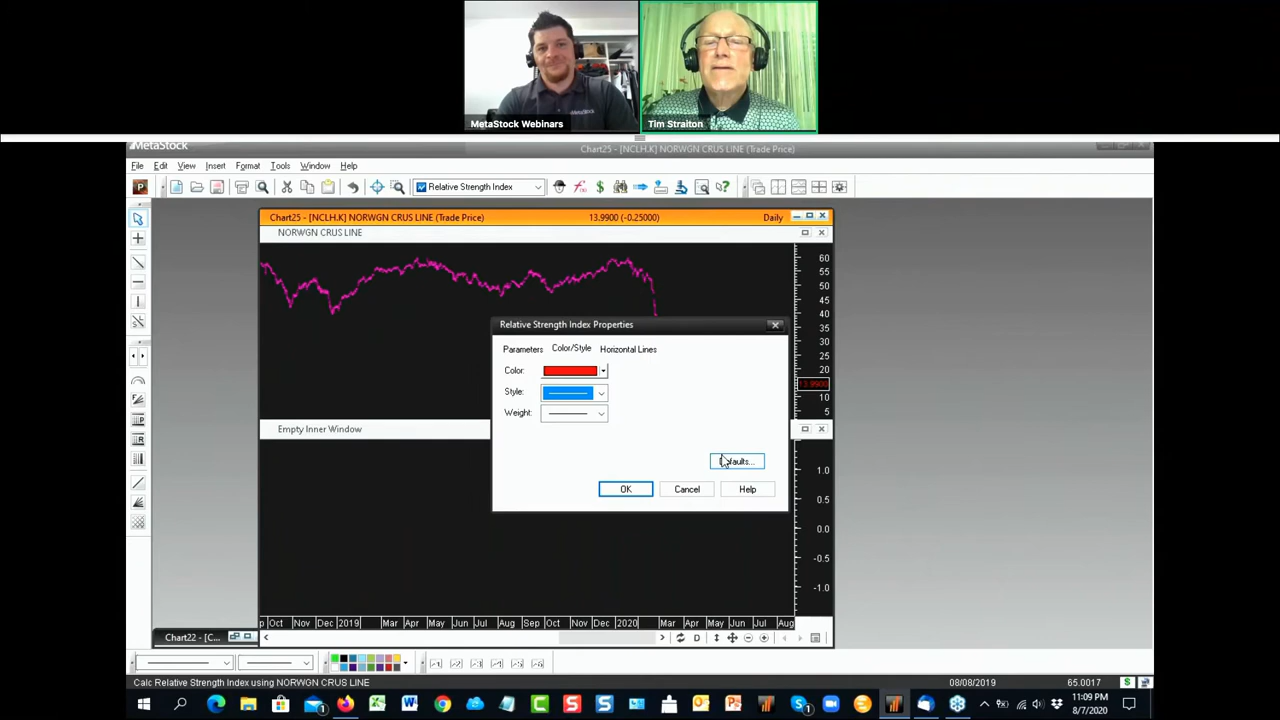 MetaStock Webinars
Tim Straiton
MetaStock
Chart25 - [NCLH.K] NORWGN CRUS LINE (Trade Price)
File Edit View Insert Format Tools Window Help
Relative Strength Index
Chart25 - [NCLH.K] NORWGN CRUS LINE (Trade Price) 13.9900 (-0.25000) Daily
NORWGN CRUS LINE
60
55
50
45
40
35
30
25
20
13.9900
10
5
Relative Strength Index Properties
Parameters Color/Style Horizontal Lines
Color:
Style:
Weight:
OK Cancel Help
Empty Inner Window
1.0
0.5
0.0
-0.5
-1.0
Oct Nov Dec 2019 Mar Apr May Jun Jul Aug Sep Oct Nov Dec 2020 Mar Apr May Jun Jul Aug
Chart22 - [C...
Calc Relative Strength Index using NORWGN CRUS LINE 08/08/2019 65.0017
11:09 PM
8/7/2020